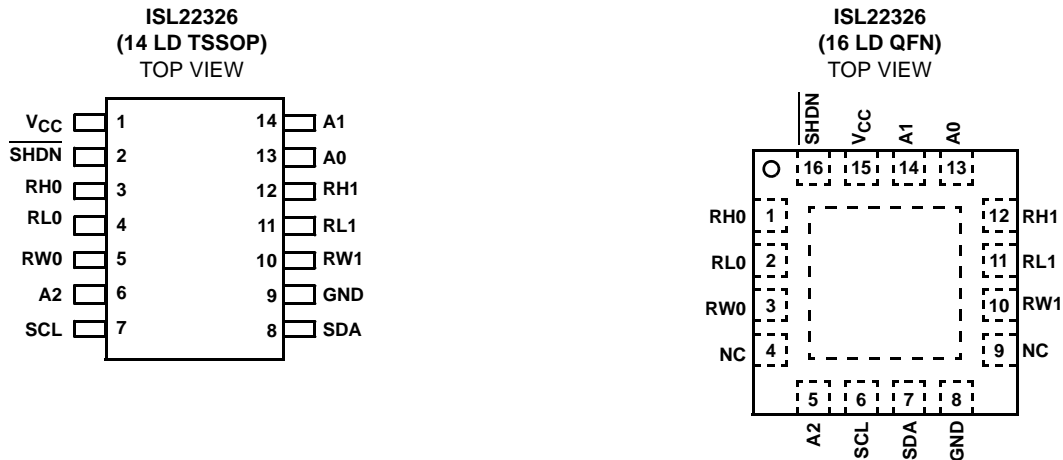 ISL22326
(14 LD TSSOP)
TOP VIEW
VCC 1 14 A1
SHDN 2 13 A0
RH0 3 12 RH1
RL0 4 11 RL1
RW0 5 10 RW1
A2 6 9 GND
SCL 7 8 SDA
ISL22326
(16 LD QFN)
TOP VIEW
SHDN VCC A1 A0
16 15 14 13
RH0 1 12 RH1
RL0 2 11 RL1
RW0 3 10 RW1
NC 4 9 NC
5 6 7 8
A2 SCL SDA GND